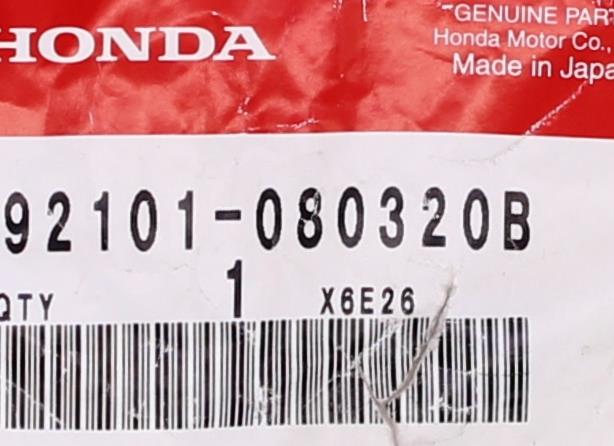 HONDA
GENUINE PART
Honda Motor Co.,
Made in Japa
92101-080320B
QTY 1 X6E26